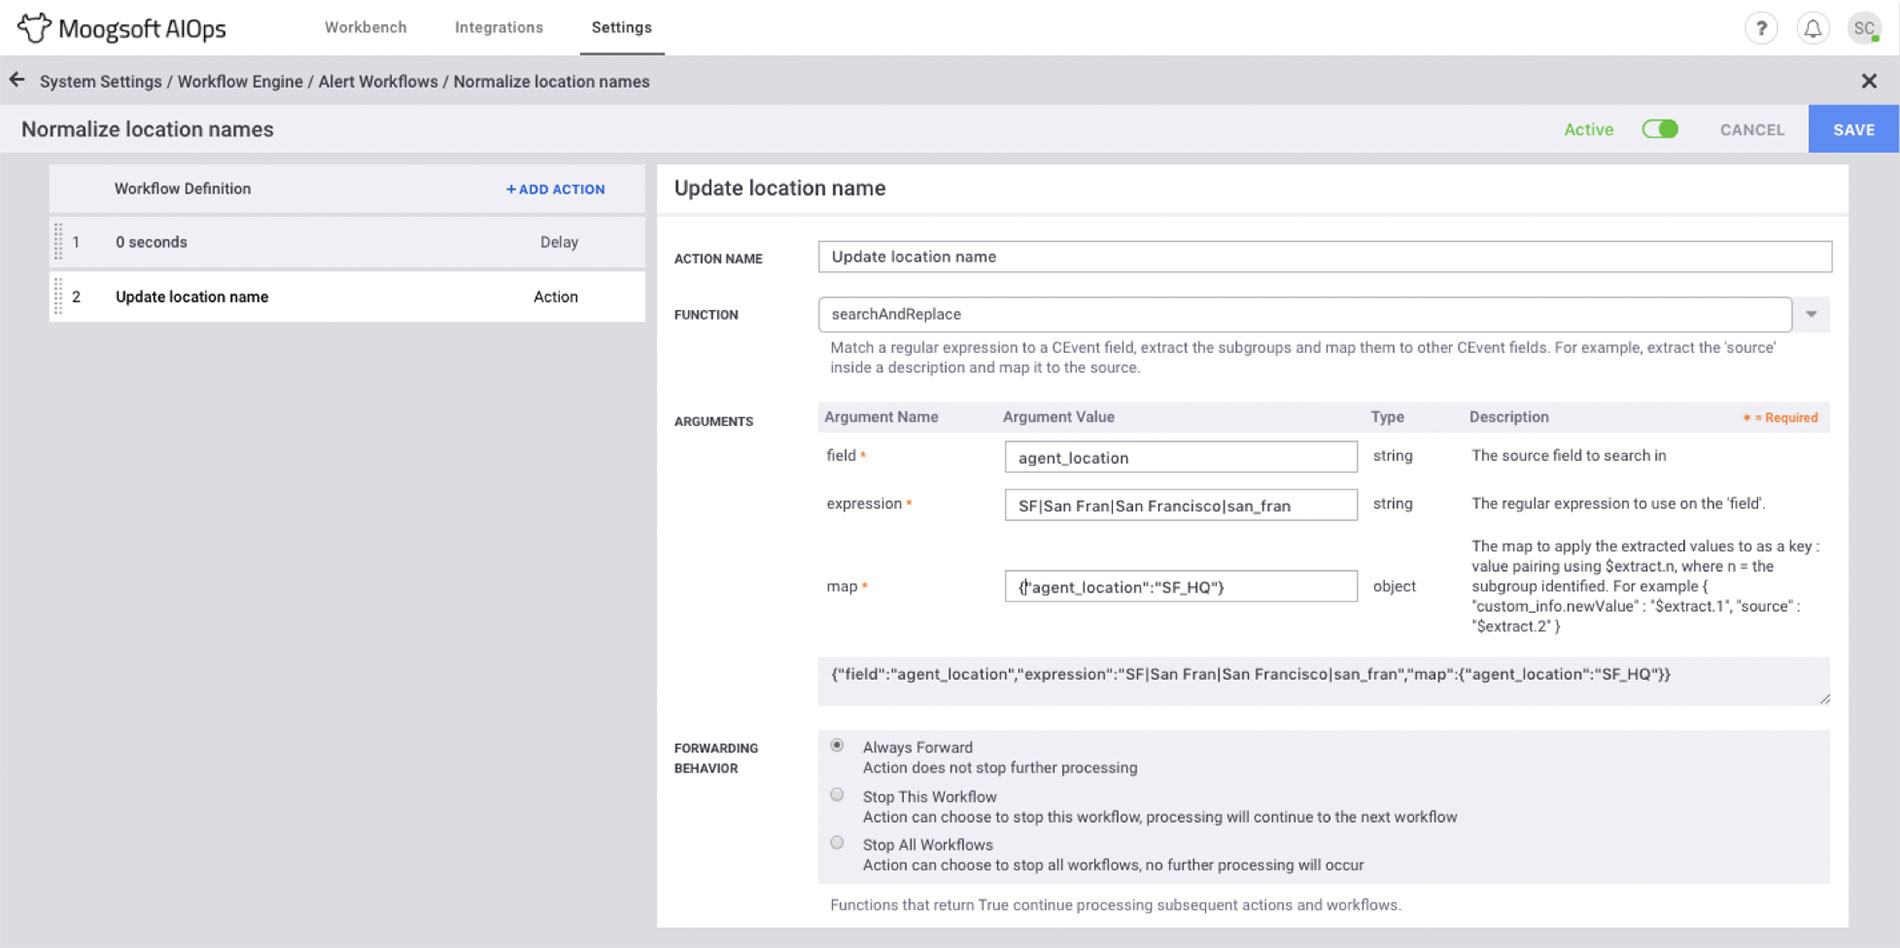 Moogsoft AIOps
Workbench
Integrations
Settings
?
SC
System Settings / Workflow Engine / Alert Workflows / Normalize location names
Normalize location names
Active
CANCEL
SAVE
Workflow Definition
+ ADD ACTION
1 0 seconds Delay
2 Update location name Action
Update location name
ACTION NAME
Update location name
FUNCTION
searchAndReplace
Match a regular expression to a CEvent field, extract the subgroups and map them to other CEvent fields. For example, extract the 'source'
inside a description and map it to the source.
ARGUMENTS
Argument Name Argument Value Type Description * = Required
field * agent_location string The source field to search in
expression * SF|San Fran|San Francisco|san_fran string The regular expression to use on the 'field'.
map * {"agent_location":"SF_HQ"} object
The map to apply the extracted values to as a key :
value pairing using $extract.n, where n = the
subgroup identified. For example {
"custom_info.newValue" : "$extract.1", "source" :
"$extract.2" }
{"field":"agent_location","expression":"SF|San Fran|San Francisco|san_fran","map":{"agent_location":"SF_HQ"}}
FORWARDING
BEHAVIOR
Always Forward
Action does not stop further processing
Stop This Workflow
Action can choose to stop this workflow, processing will continue to the next workflow
Stop All Workflows
Action can choose to stop all workflows, no further processing will occur
Functions that return True continue processing subsequent actions and workflows.